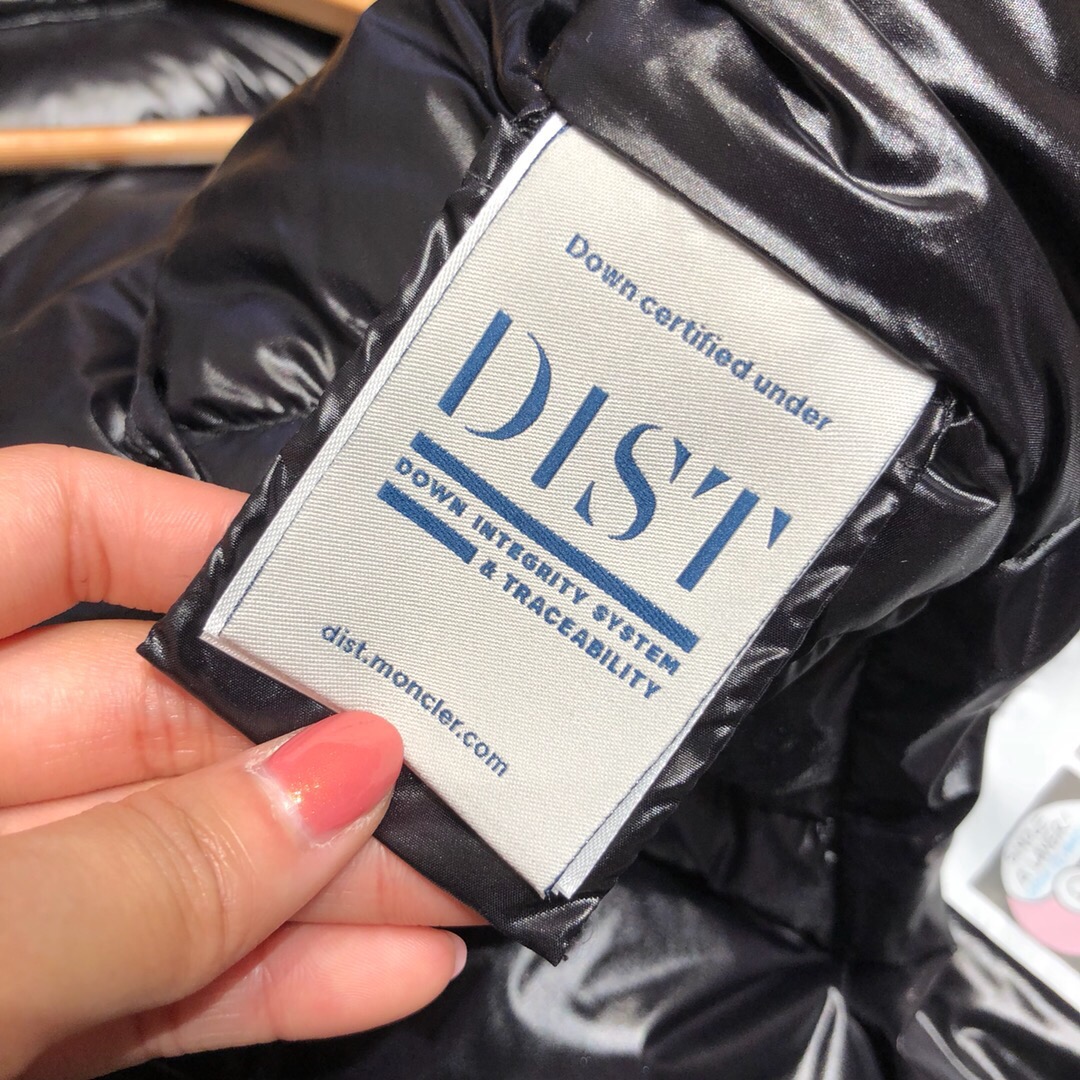 Down certified under
DIST
DOWN INTEGRITY SYSTEM
& TRACEABILITY
dist.moncler.com